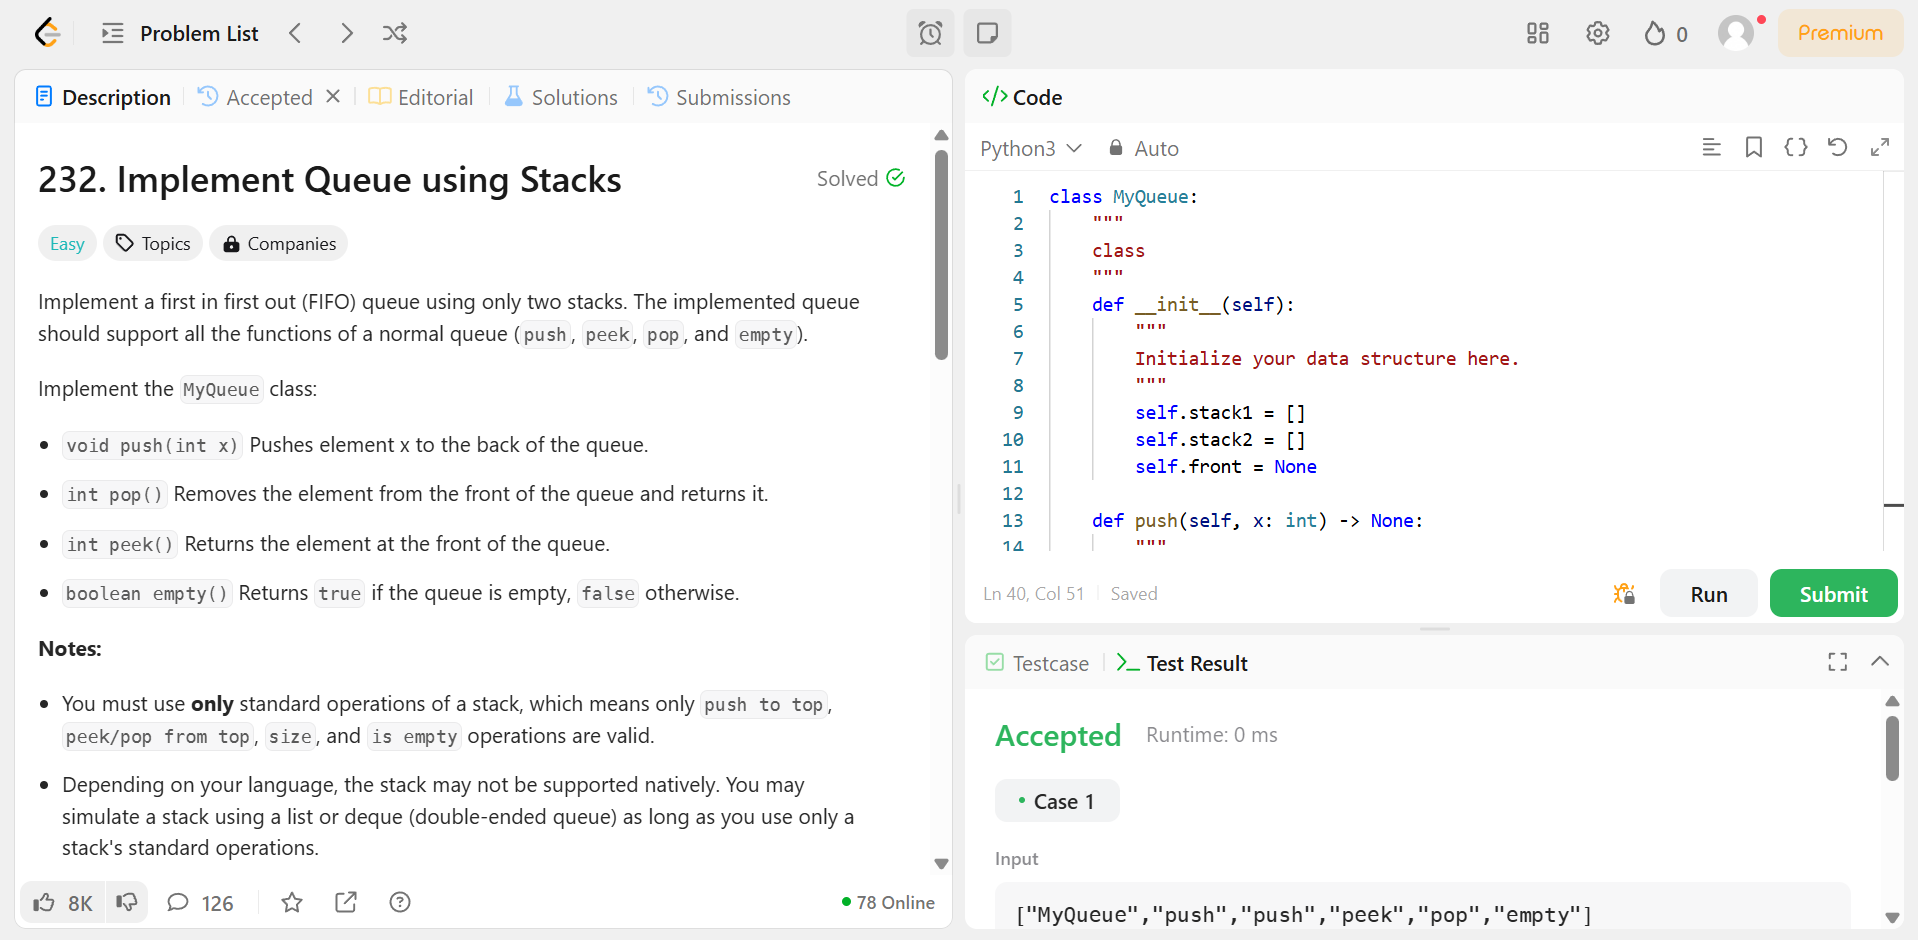 Problem List
0
Premium
Description
Accepted
Editorial
Solutions
Submissions
232. Implement Queue using Stacks
Solved
Easy
Topics
Companies
Implement a first in first out (FIFO) queue using only two stacks. The implemented queue
should support all the functions of a normal queue (push, peek, pop, and empty).
Implement the MyQueue class:
void push(int x) Pushes element x to the back of the queue.
int pop() Removes the element from the front of the queue and returns it.
int peek() Returns the element at the front of the queue.
boolean empty() Returns true if the queue is empty, false otherwise.
Notes:
You must use only standard operations of a stack, which means only push to top,
peek/pop from top, size, and is empty operations are valid.
Depending on your language, the stack may not be supported natively. You may
simulate a stack using a list or deque (double-ended queue) as long as you use only a
stack's standard operations.
8K
126
78 Online
Code
Python3
Auto
1 class MyQueue:
2 """
3 class
4 """
5 def __init__(self):
6 """
7 Initialize your data structure here.
8 """
9 self.stack1 = []
10 self.stack2 = []
11 self.front = None
12
13 def push(self, x: int) -> None:
14 """
Ln 40, Col 51
Saved
Run
Submit
Testcase
Test Result
Accepted
Runtime: 0 ms
Case 1
Input
["MyQueue","push","push","peek","pop","empty"]